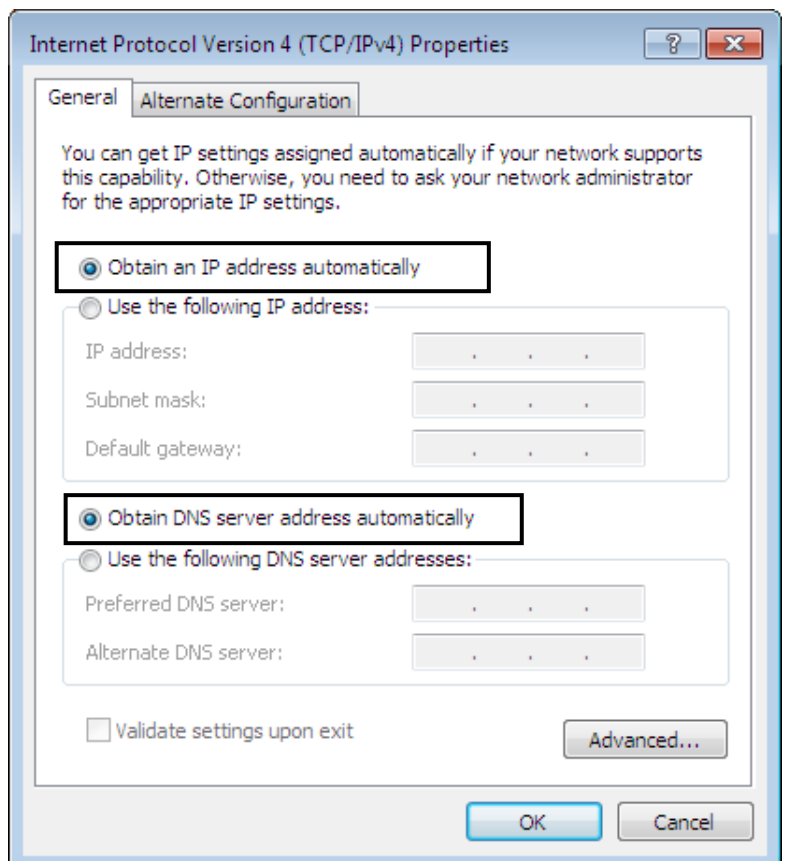 Internet Protocol Version 4 (TCP/IPv4) Properties
General
Alternate Configuration
You can get IP settings assigned automatically if your network supports
this capability. Otherwise, you need to ask your network administrator
for the appropriate IP settings.
Obtain an IP address automatically
Use the following IP address:
IP address:
Subnet mask:
Default gateway:
Obtain DNS server address automatically
Use the following DNS server addresses:
Preferred DNS server:
Alternate DNS server:
Validate settings upon exit
Advanced...
OK
Cancel